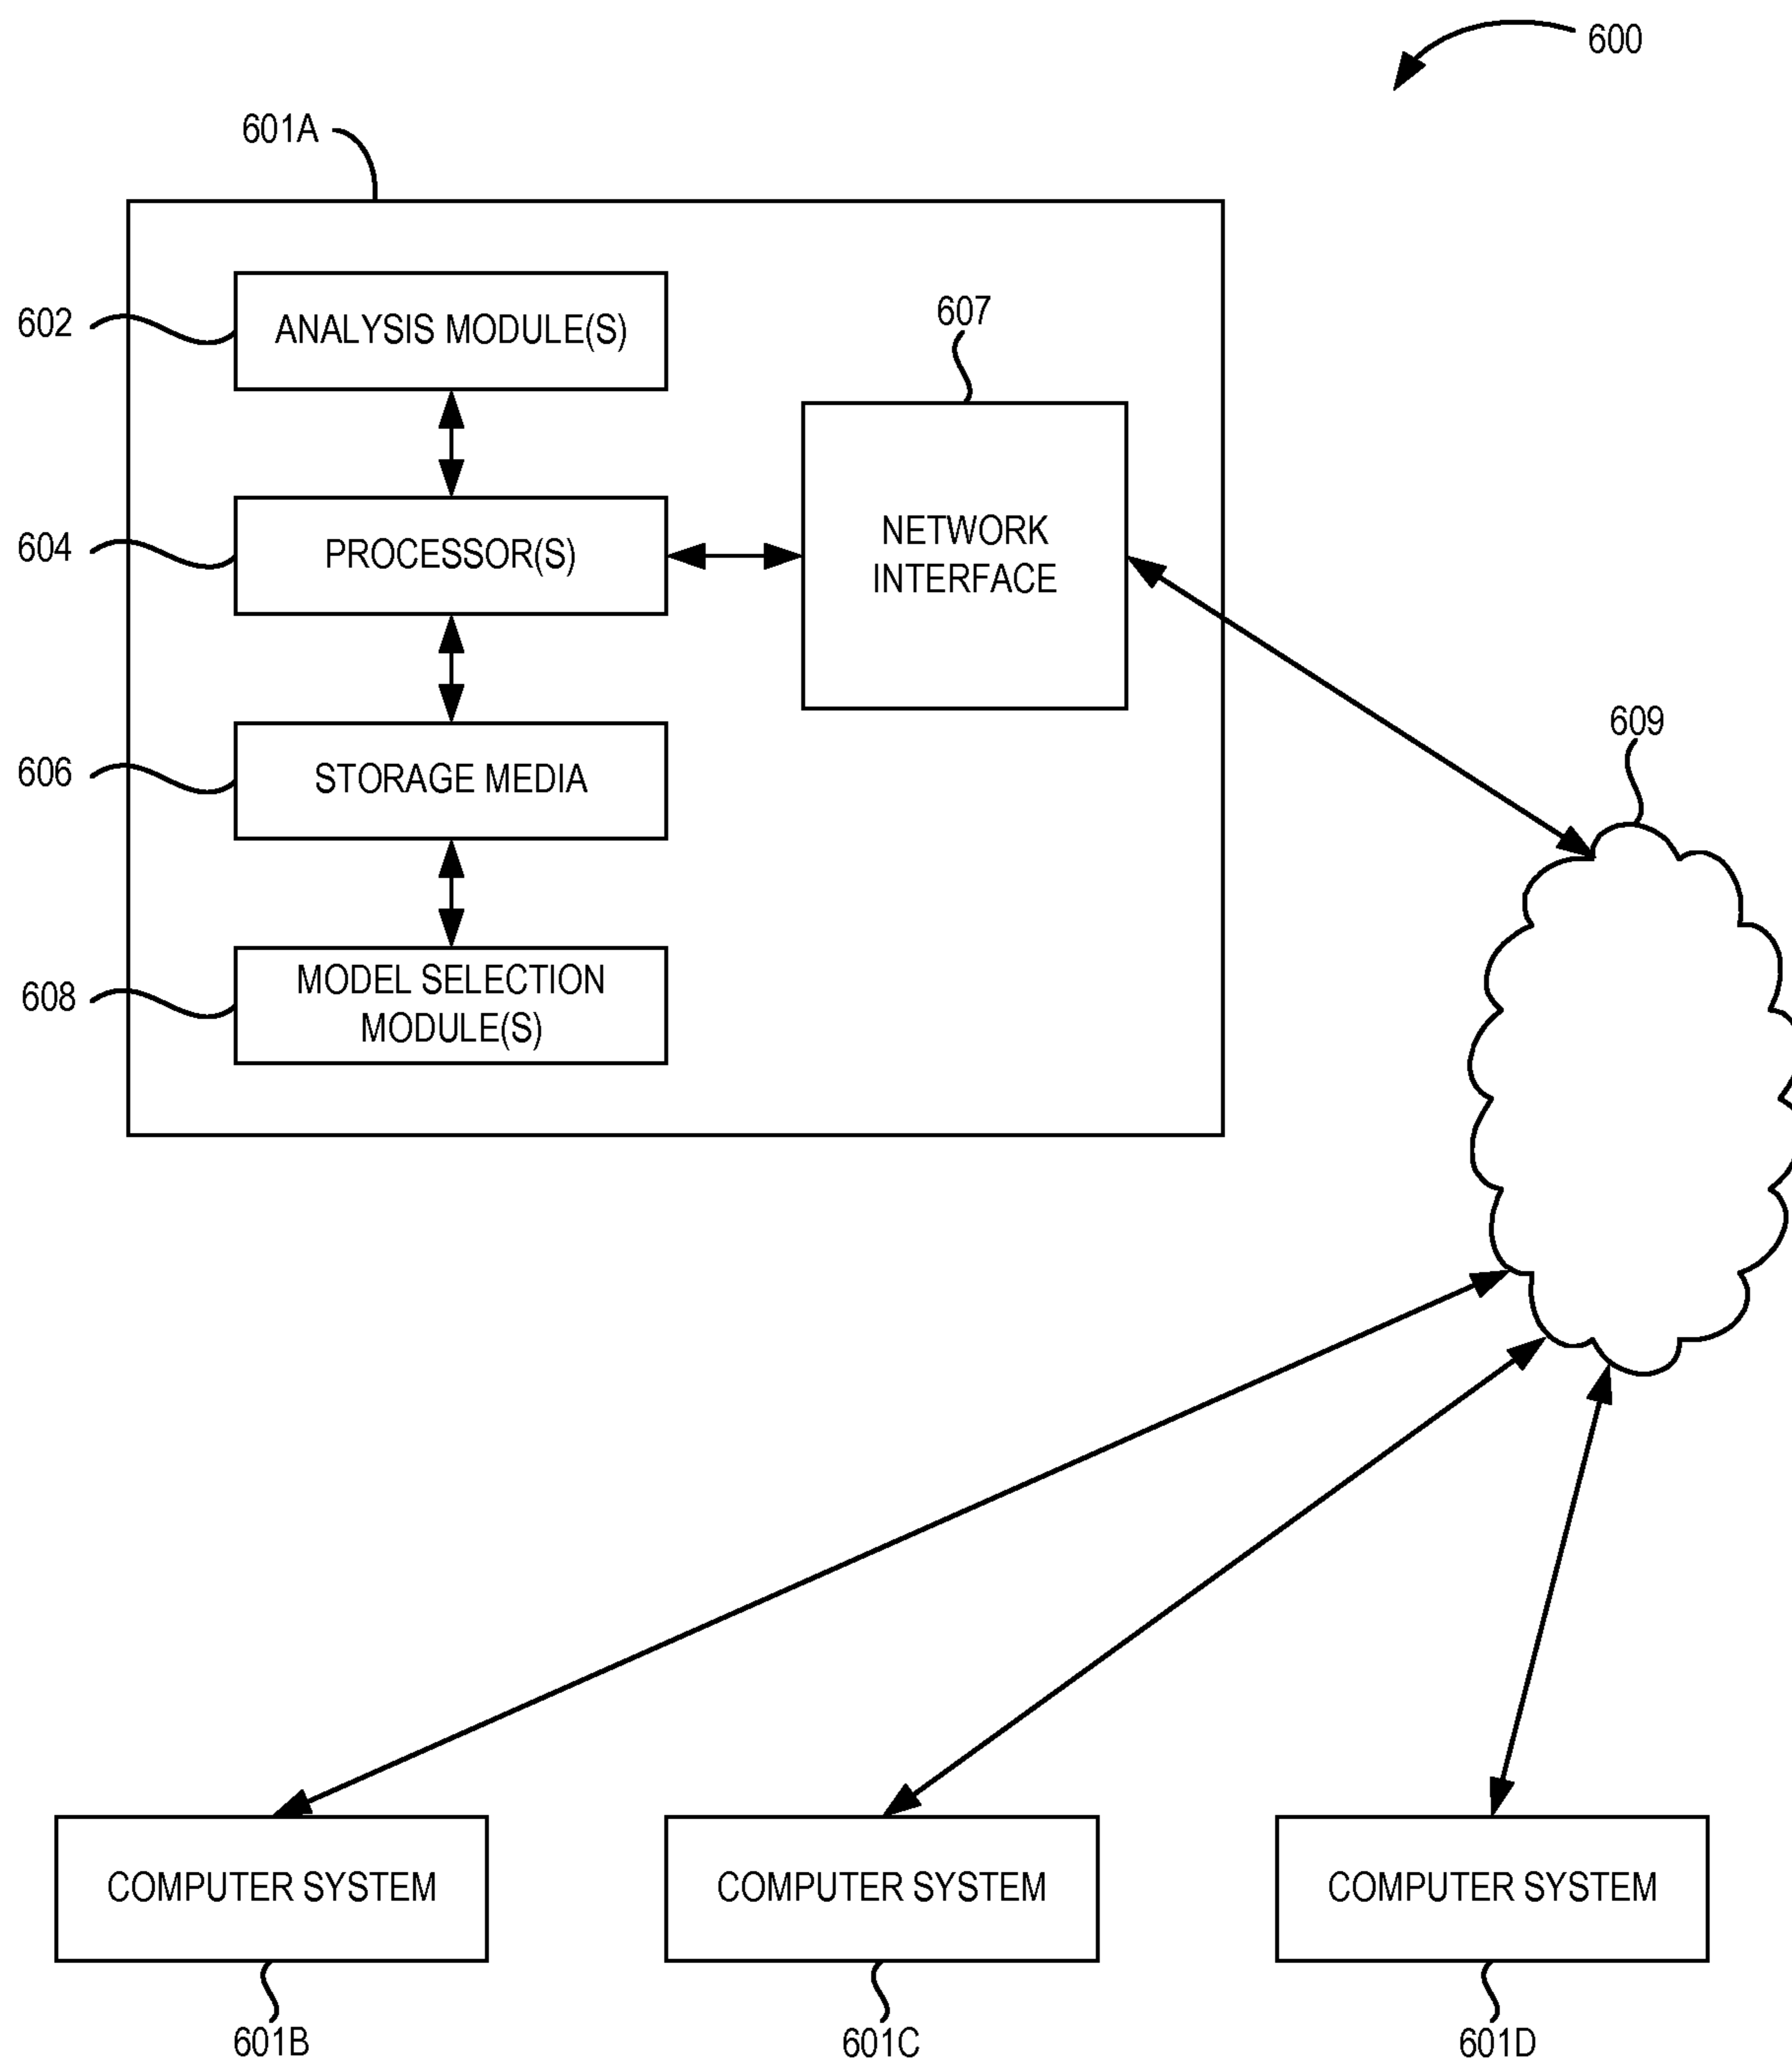 600
601A
602
ANALYSIS MODULE(S)
607
604
PROCESSOR(S)
NETWORK
INTERFACE
606
STORAGE MEDIA
609
608
MODEL SELECTION
MODULE(S)
COMPUTER SYSTEM
COMPUTER SYSTEM
COMPUTER SYSTEM
601B
601C
601D